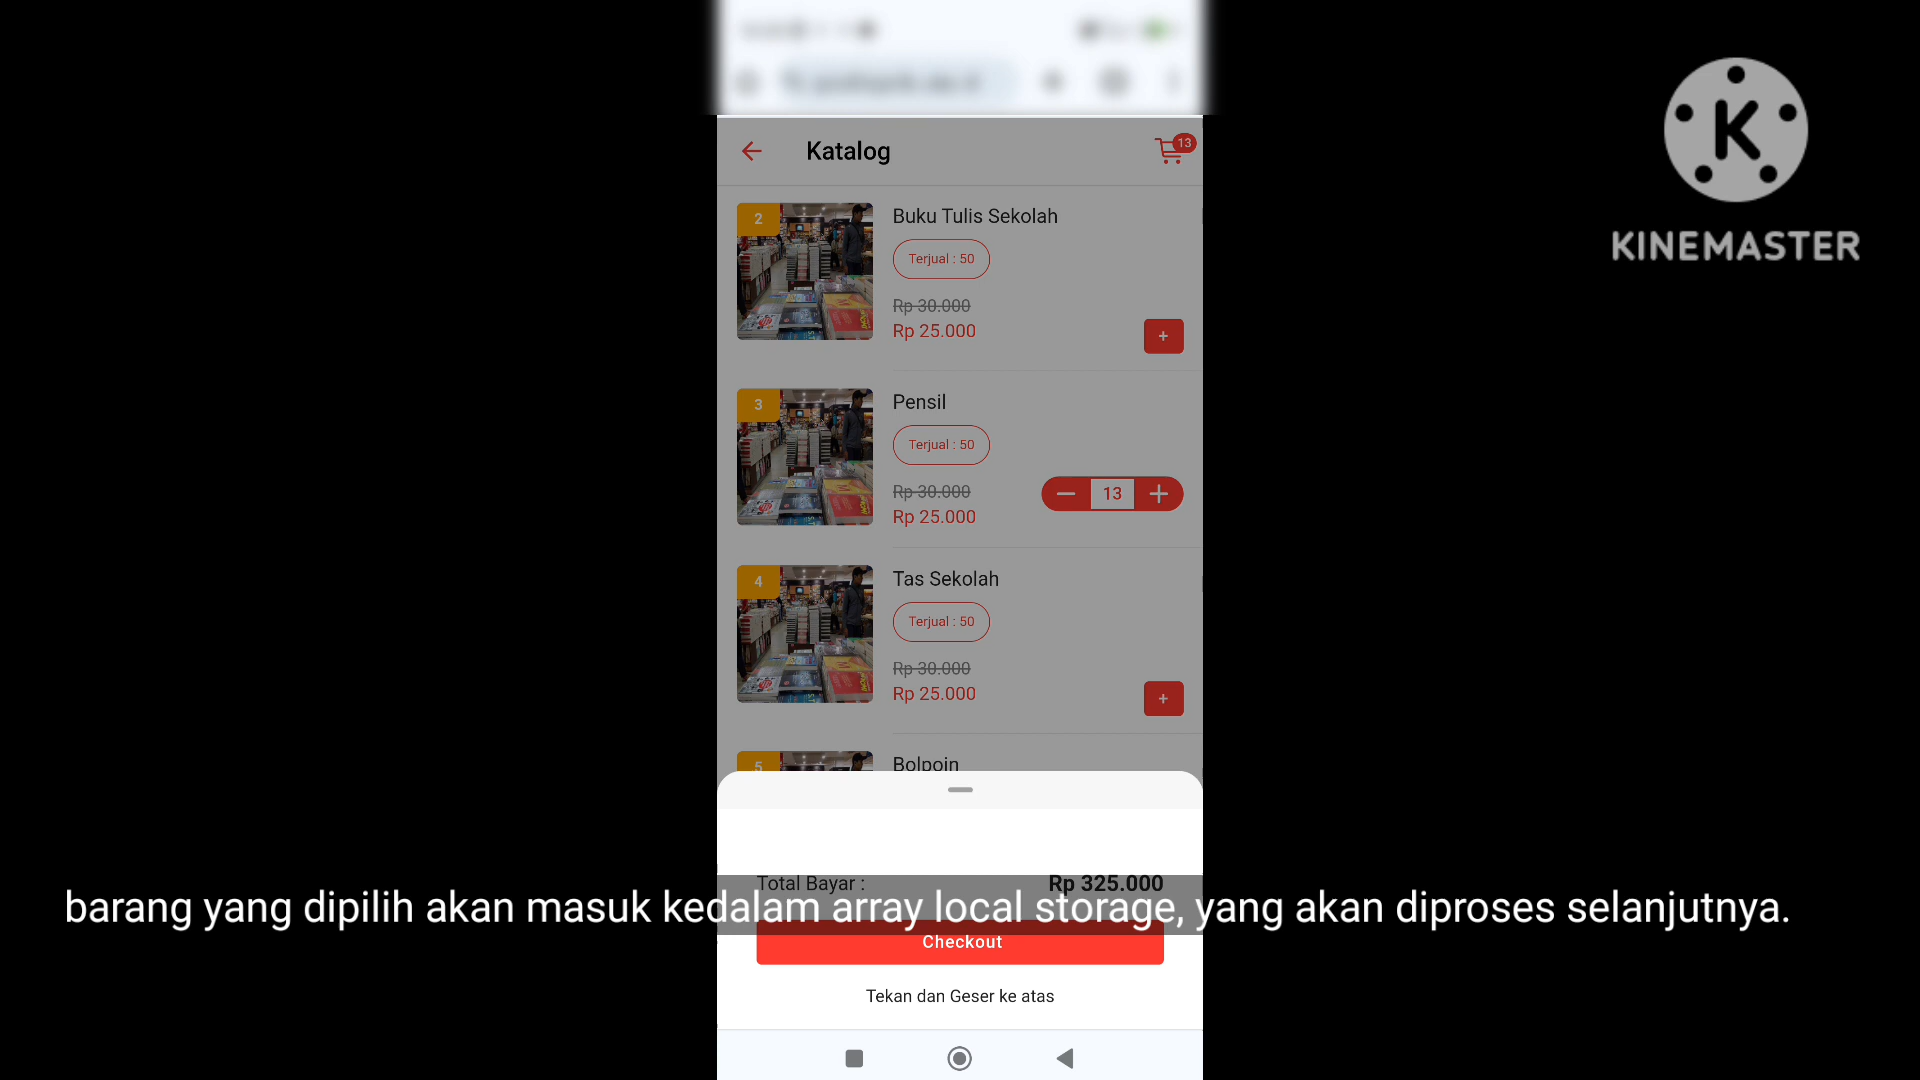 Katalog
13
2
Buku Tulis Sekolah
Terjual : 50
Rp 30.000
Rp 25.000
+
3
Pensil
Terjual : 50
Rp 30.000
Rp 25.000
13
4
Tas Sekolah
Terjual : 50
Rp 30.000
Rp 25.000
+
5
Bolpoin
Total Bayar :
Rp 325.000
barang yang dipilih akan masuk kedalam array local storage, yang akan diproses selanjutnya.
Checkout
Tekan dan Geser ke atas
K
KINEMASTER